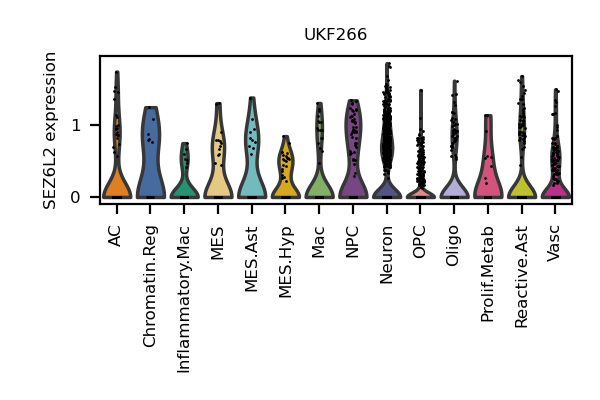 UKF266
SEZ6L2 expression
1
0
AC
Chromatin.Reg
Inflammatory.Mac
MES
MES.Ast
MES.Hyp
Mac
NPC
Neuron
OPC
Oligo
Prolif.Metab
Reactive.Ast
Vasc